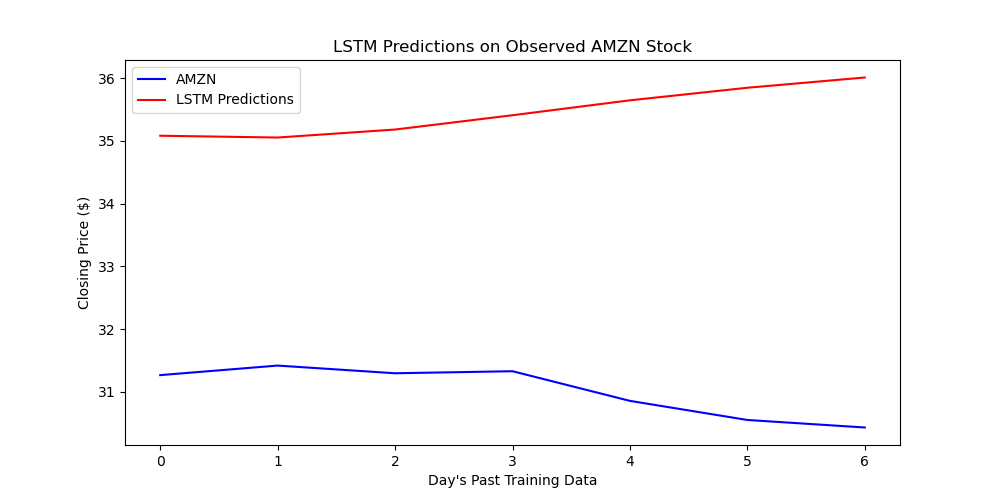 LSTM Predictions on Observed AMZN Stock
AMZN
LSTM Predictions
36
35
34
33
32
31
Closing Price ($)
0 1 2 3 4 5 6
Day's Past Training Data